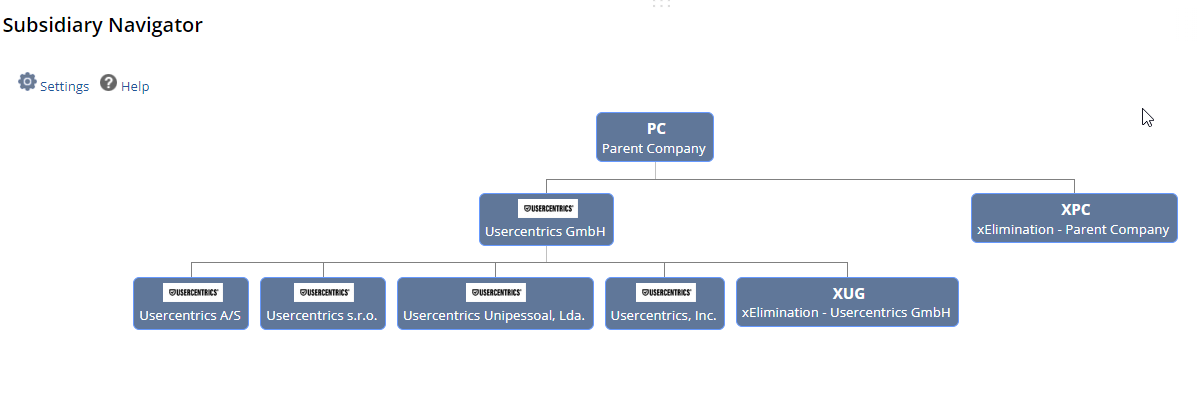 Subsidiary Navigator
Settings Help
PC
Parent Company
USERCENTRICS
Usercentrics GmbH
XPC
xElimination - Parent Company
USERCENTRICS
Usercentrics A/S
USERCENTRICS
Usercentrics s.r.o.
USERCENTRICS
Usercentrics Unipessoal, Lda.
USERCENTRICS
Usercentrics, Inc.
XUG
xElimination - Usercentrics GmbH